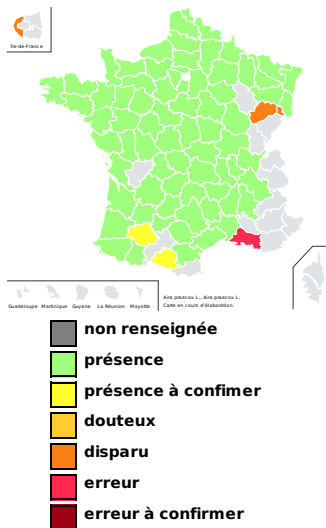 Île-de-France
Guadeloupe Martinique Guyane La Réunion Mayotte
Aira praecox L., Aira praecox L.
Carte en cours d'élaboration.
non renseignée
présence
présence à confimer
douteux
disparu
erreur
erreur à confirmer